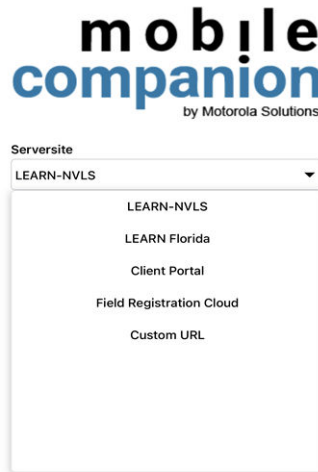 mobile
companion
by Motorola Solutions
Serversite
LEARN-NVLS
LEARN-NVLS
LEARN Florida
Client Portal
Field Registration Cloud
Custom URL